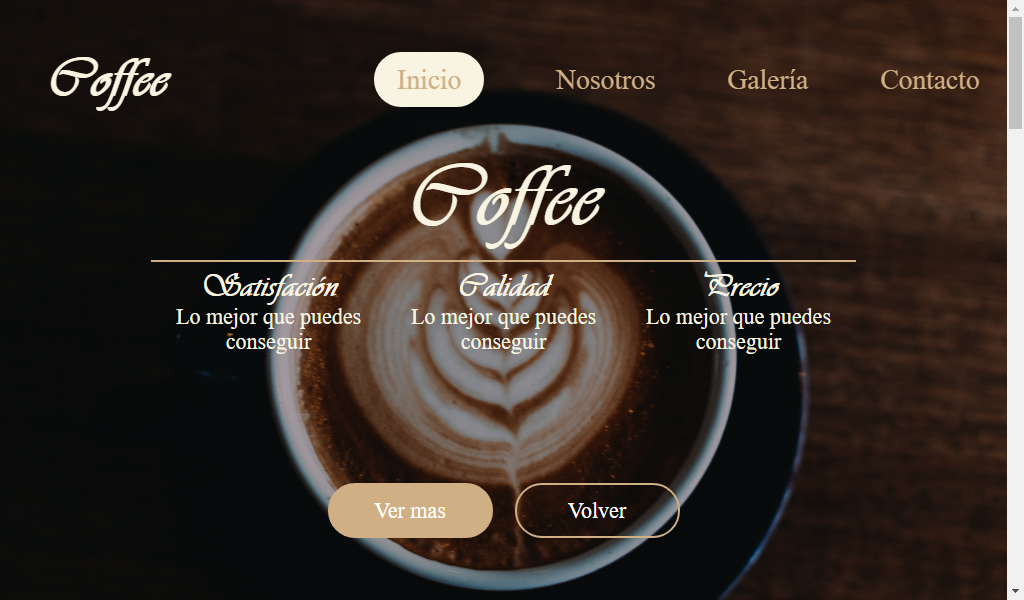 Coffee
Inicio
Nosotros
Galería
Contacto
Coffee
Satisfación
Lo mejor que puedes
conseguir
Calidad
Lo mejor que puedes
conseguir
Precio
Lo mejor que puedes
conseguir
Ver mas
Volver